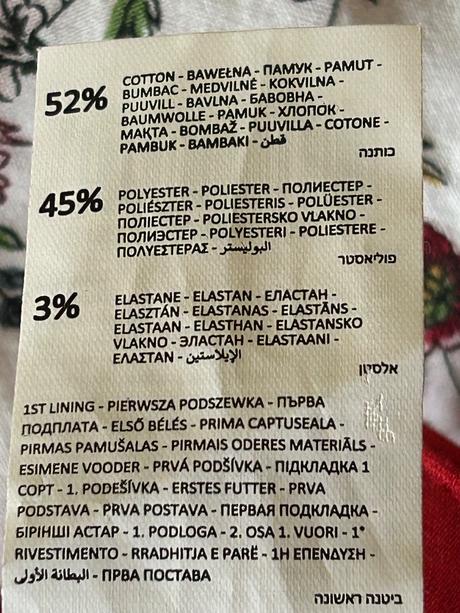 52%
COTTON - BAWEŁNA - ПАМУК - PAMUT -
BUMBAC - MEDVILNĖ - KOKVILNA -
PUUVILL - BAVLNA - БАВОВНА -
BAUMWOLLE - PAMUK - ХЛОПОК -
МАҚТА - BOMBAŽ - PUUVILLA - COTONE -
PAMBUK - BAMBAKI - قطن
כותנה
45%
POLYESTER - POLIESTER - ПОЛИЕСТЕР -
POLIÉSZTER - POLIESTERIS - POLÜESTER -
ПОЛІЕСТЕР - POLIESTERSKO VLAKNO -
ПОЛИЭСТЕР - POLYESTERI - POLIESTERE -
ΠΟΛΥΕΣΤΕΡΑΣ - البوليستر
פוליאסטר
3%
ELASTANE - ELASTAN - ЕЛАСТАН -
ELASZTÁN - ELASTANAS - ELASTĀNS -
ELASTAAN - ELASTHAN - ELASTANSKO
VLAKNO - ЭЛАСТАН - ELASTAANI -
ΕΛΑΣΤΑΝ - الإيلاستين
אלסטין
1ST LINING - PIERWSZA PODSZEWKA - ПЪРВА
ПОДПЛАТА - ELSŐ BÉLÉS - PRIMA CAPTUSEALA -
PIRMAS PAMUŠALAS - PIRMAIS ODERES MATERIĀLS -
ESIMENE VOODER - PRVÁ PODŠÍVKA - ПІДКЛАДКА 1
СОРТ - 1. PODEŠÍVKA - ERSTES FUTTER - PRVA
PODSTAVA - PRVA POSTAVA - ПЕРВАЯ ПОДКЛАДКА -
БІРІНШІ АСТАР - 1. PODLOGA - 2. OSA 1. VUORI - 1°
RIVESTIMENTO - RRADHITJA E PARË - 1Η ΕΠΕΝΔΥΣΗ -
البطانة الأولى - ПРВА ПОСТАВА
ביטנה ראשונה